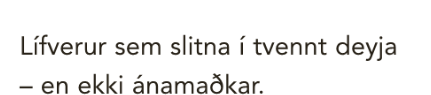 Lífverur sem slitna í tvennt deyja
– en ekki ánamaðkar.